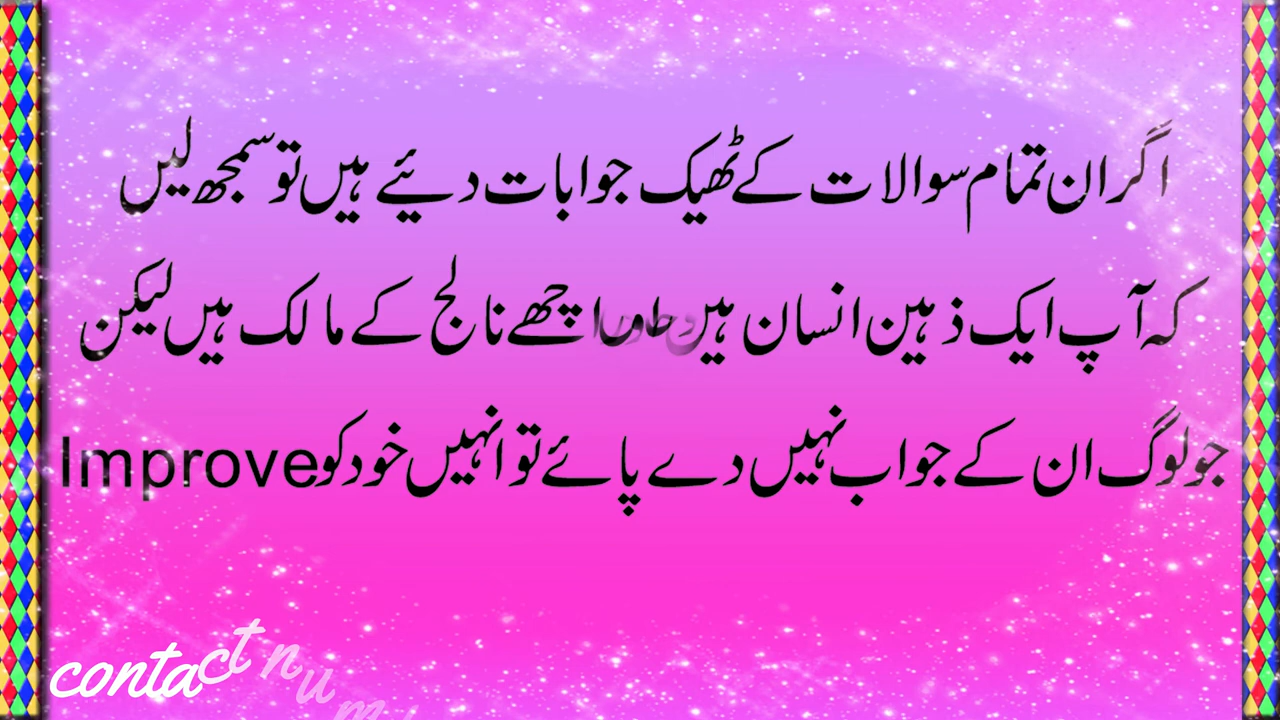 اگر ان تمام سوالات کے ٹھیک جوابات دیئے ہیں تو سمجھ لیں
کہ آپ ایک ذہین انسان ہیں اچھے نالج کے مالک ہیں لیکن
جو لوگ ان کے جواب نہیں دے پائے تو انہیں خود کو Improve
contact num